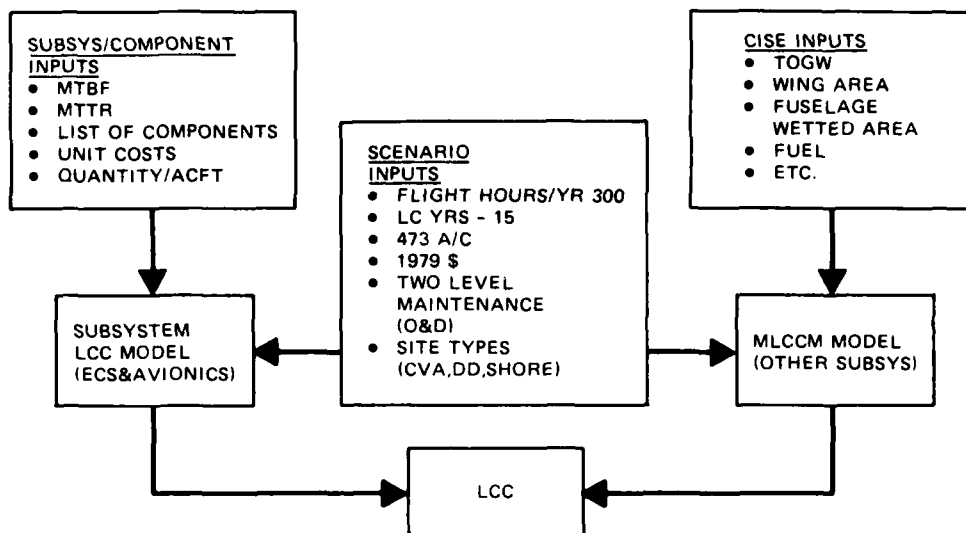 SUBSYS/COMPONENT
INPUTS
• MTBF
• MTTR
• LIST OF COMPONENTS
• UNIT COSTS
• QUANTITY/ACFT
SCENARIO
INPUTS
• FLIGHT HOURS/YR 300
• LC YRS - 15
• 473 A/C
• 1979 $
• TWO LEVEL
MAINTENANCE
(O&D)
• SITE TYPES
(CVA,DD,SHORE)
CISE INPUTS
• TOGW
• WING AREA
• FUSELAGE
WETTED AREA
• FUEL
• ETC.
SUBSYSTEM
LCC MODEL
(ECS&AVIONICS)
MLCCM MODEL
(OTHER SUBSYS)
LCC